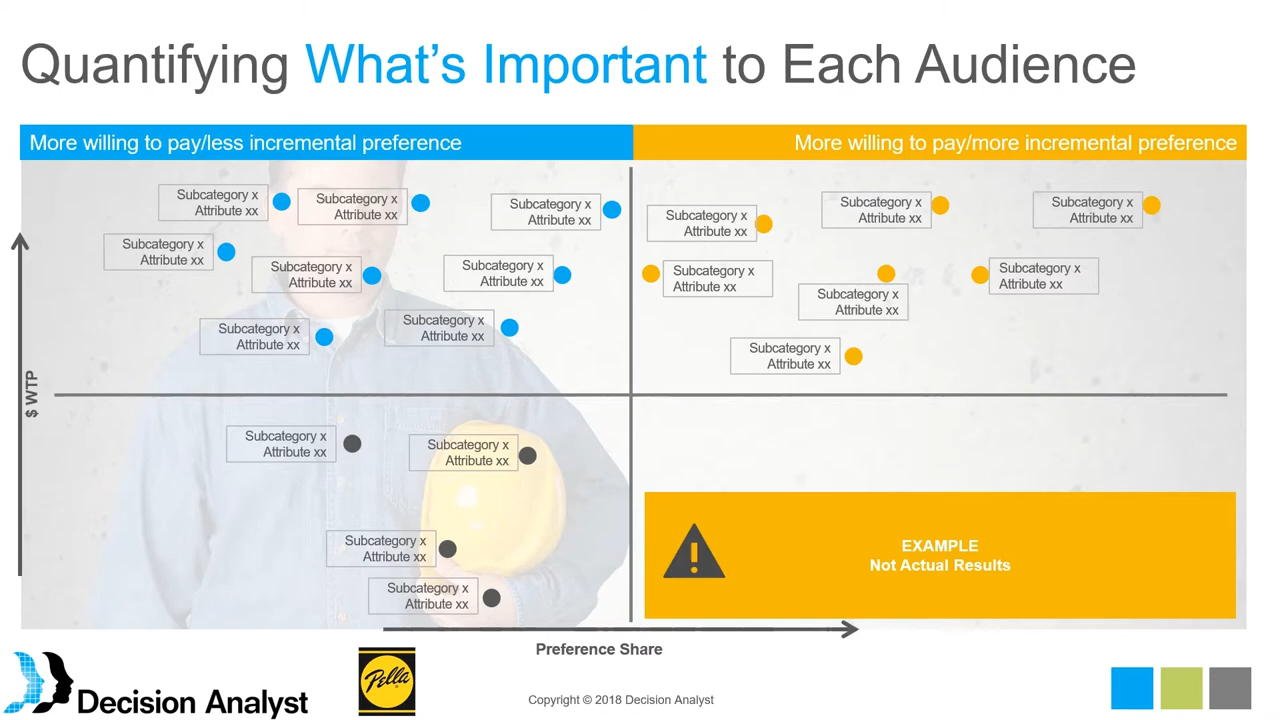 Quantifying What's Important to Each Audience
More willing to pay/less incremental preference
More willing to pay/more incremental preference
Subcategory x
Attribute xx
Subcategory x
Attribute xx
Subcategory x
Attribute xx
Subcategory x
Attribute xx
Subcategory x
Attribute xx
Subcategory x
Attribute xx
Subcategory x
Attribute xx
Subcategory x
Attribute xx
Subcategory x
Attribute xx
Subcategory x
Attribute xx
Subcategory x
Attribute xx
Subcategory x
Attribute xx
Subcategory x
Attribute xx
Subcategory x
Attribute xx
Subcategory x
Attribute xx
$ WTP
Subcategory x
Attribute xx
Subcategory x
Attribute xx
Subcategory x
Attribute xx
Subcategory x
Attribute xx
EXAMPLE
Not Actual Results
Preference Share
Decision Analyst
Pella
Copyright © 2018 Decision Analyst